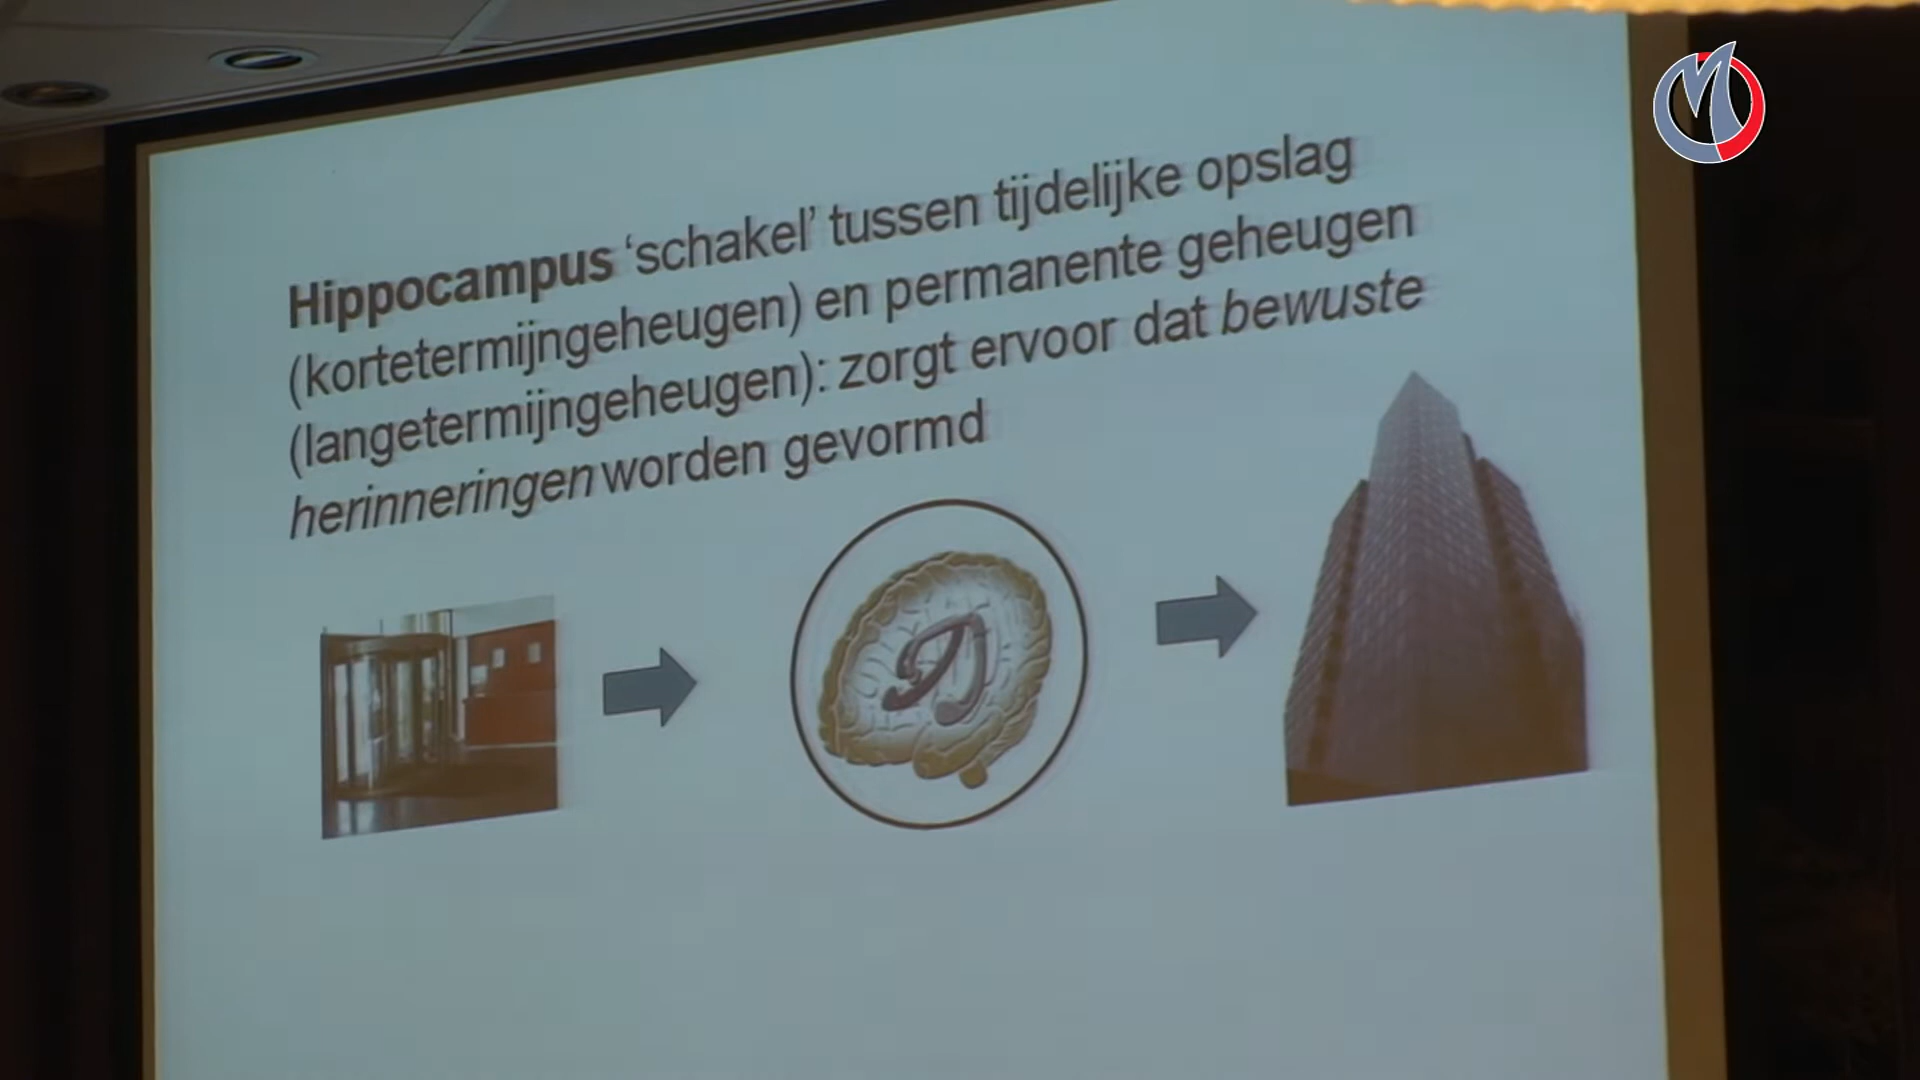 Hippocampus ‘schakel’ tussen tijdelijke opslag
(kortetermijngeheugen) en permanente geheugen
(langetermijngeheugen): zorgt ervoor dat bewuste
herinneringen worden gevormd